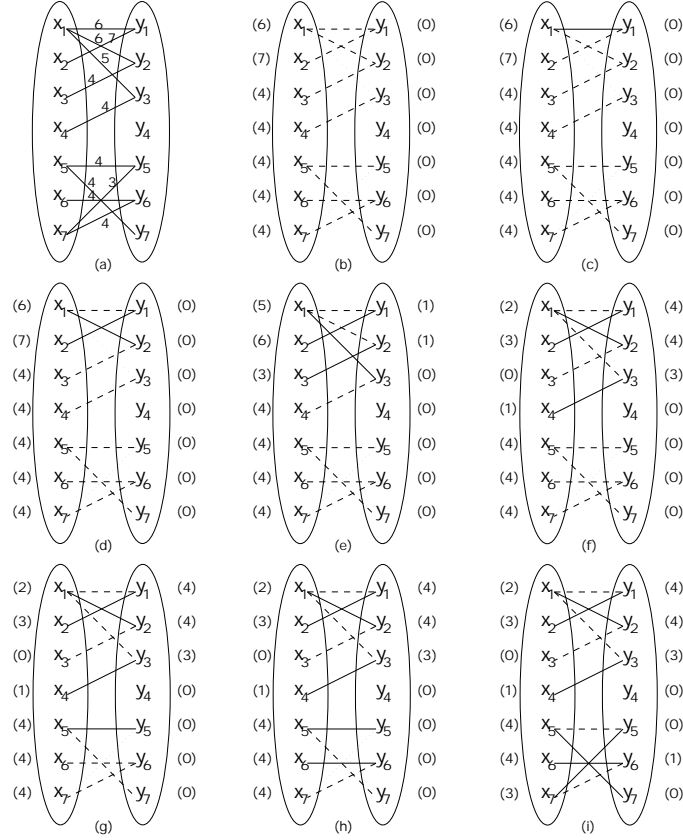 x1 6 y1
6 7
x2 5 y2
4
x3 y3
4
x4 y4
x5 4 y5
4 3
x6 4 y6
4
x7 y7
(a)
(6) x1 y1 (0)
(7) x2 y2 (0)
(4) x3 y3 (0)
(4) x4 y4 (0)
(4) x5 y5 (0)
(4) x6 y6 (0)
(4) x7 y7 (0)
(b)
(6) x1 y1 (0)
(7) x2 y2 (0)
(4) x3 y3 (0)
(4) x4 y4 (0)
(4) x5 y5 (0)
(4) x6 y6 (0)
(4) x7 y7 (0)
(c)
(6) x1 y1 (0)
(7) x2 y2 (0)
(4) x3 y3 (0)
(4) x4 y4 (0)
(4) x5 y5 (0)
(4) x6 y6 (0)
(4) x7 y7 (0)
(d)
(5) x1 y1 (1)
(6) x2 y2 (1)
(3) x3 y3 (0)
(4) x4 y4 (0)
(4) x5 y5 (0)
(4) x6 y6 (0)
(4) x7 y7 (0)
(e)
(2) x1 y1 (4)
(3) x2 y2 (4)
(0) x3 y3 (3)
(1) x4 y4 (0)
(4) x5 y5 (0)
(4) x6 y6 (0)
(4) x7 y7 (0)
(f)
(2) x1 y1 (4)
(3) x2 y2 (4)
(0) x3 y3 (3)
(1) x4 y4 (0)
(4) x5 y5 (0)
(4) x6 y6 (0)
(4) x7 y7 (0)
(g)
(2) x1 y1 (4)
(3) x2 y2 (4)
(0) x3 y3 (3)
(1) x4 y4 (0)
(4) x5 y5 (0)
(4) x6 y6 (0)
(4) x7 y7 (0)
(h)
(2) x1 y1 (4)
(3) x2 y2 (4)
(0) x3 y3 (3)
(1) x4 y4 (0)
(4) x5 y5 (0)
(4) x6 y6 (1)
(3) x7 y7 (0)
(i)